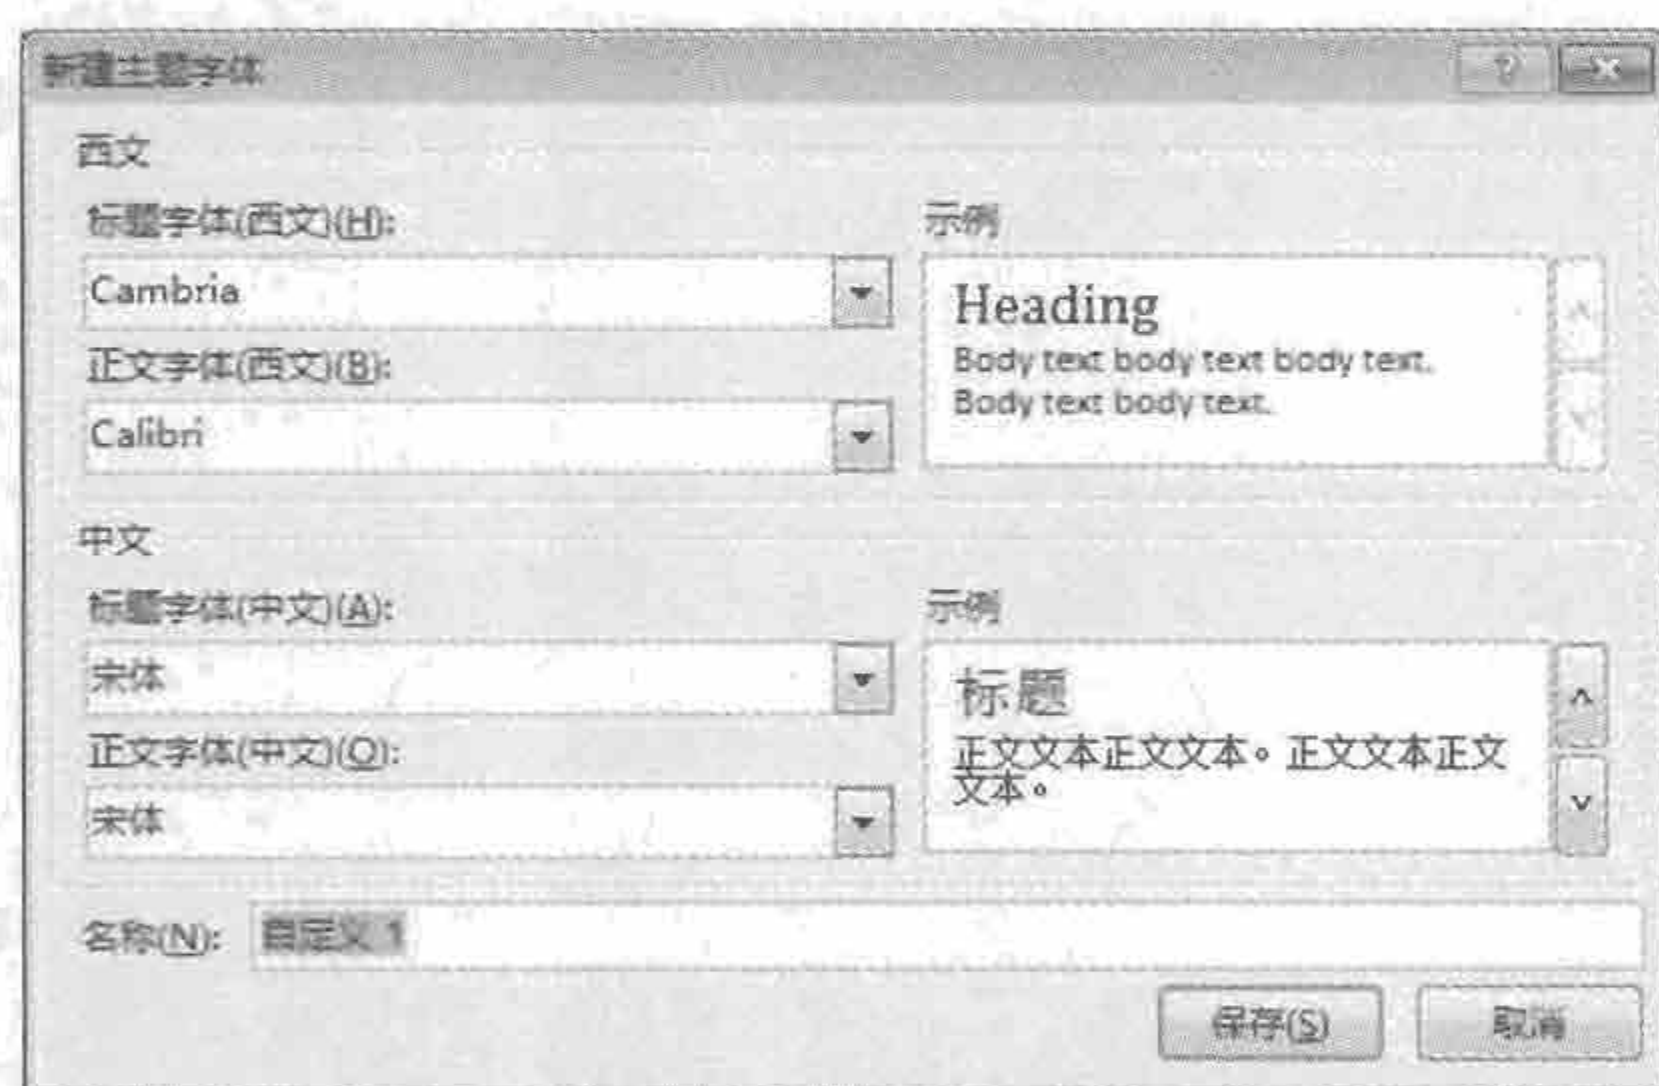 新建主题字体
西文
标题字体(西文)(H):
Cambria
正文字体(西文)(B):
Calibri
示例
Heading
Body text body text body text.
Body text body text.
中文
标题字体(中文)(A):
宋体
正文字体(中文)(O):
宋体
示例
标题
正文文本正文文本。正文文本正文
文本。
名称(N): 自定义 1
保存(S) 取消